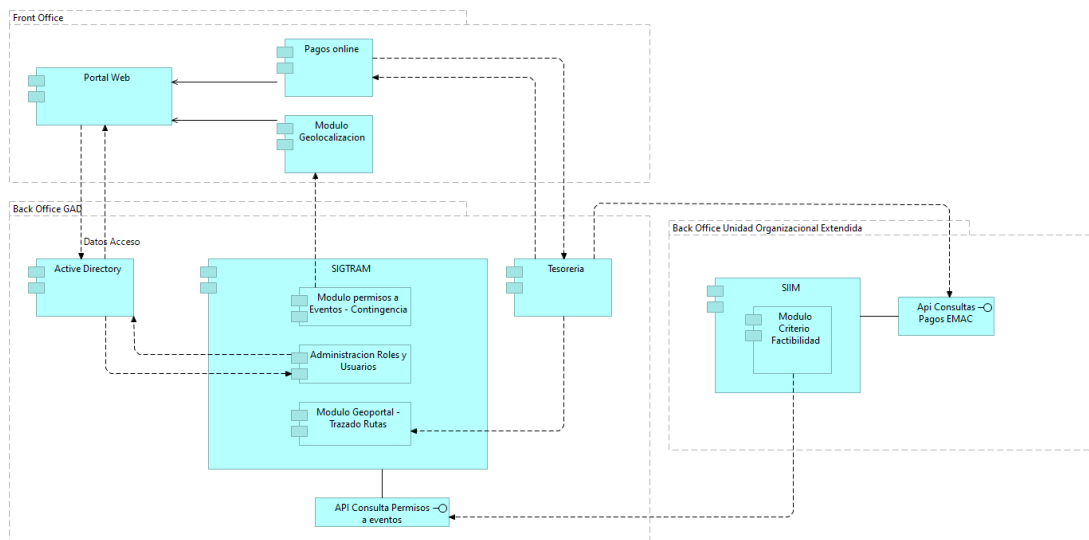 Front Office
Pagos online
Portal Web
Modulo
Geolocalizacion
Back Office GAD
Back Office Unidad Organizacional Extendida
Datos Acceso
Active Directory
SIGTRAM
Tesoreria
SIIM
Modulo permisos a
Eventos - Contingencia
Api Consultas
Pagos EMAC
Modulo
Criterio
Factibilidad
Administracion Roles y
Usuarios
Modulo Geoportal -
Trazado Rutas
API Consulta Permisos
a eventos